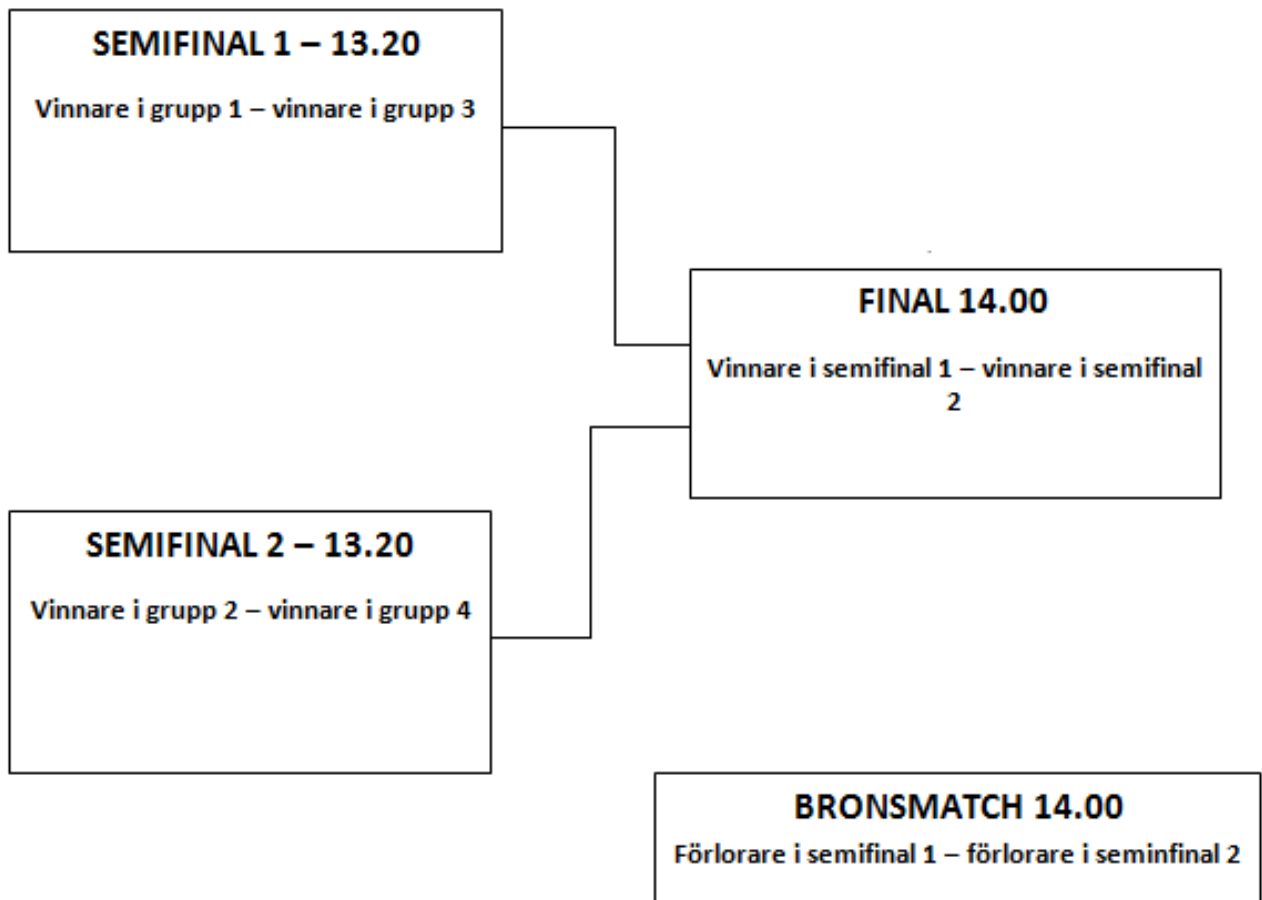 SEMIFINAL 1 – 13.20
Vinnare i grupp 1 – vinnare i grupp 3
FINAL 14.00
Vinnare i semifinal 1 – vinnare i semifinal
2
SEMIFINAL 2 – 13.20
Vinnare i grupp 2 – vinnare i grupp 4
BRONSMATCH 14.00
Förlorare i semifinal 1 – förlorare i seminfinal 2